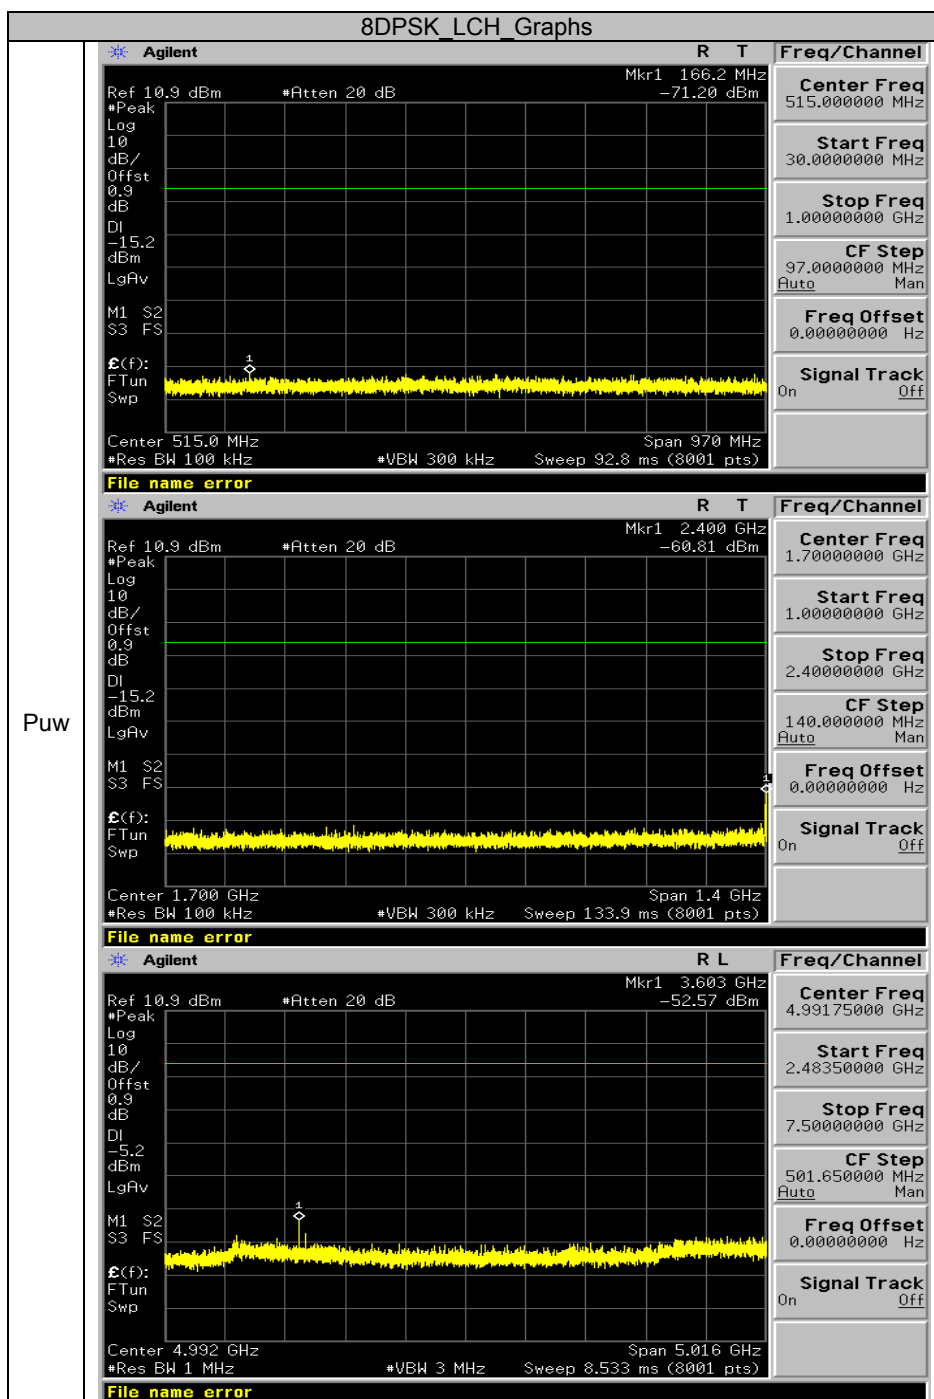 8DPSK_LCH_Graphs
Puw
Agilent R T
Freq/Channel
Mkr1 166.2 MHz
Ref 10.9 dBm #Atten 20 dB -71.20 dBm
#Peak
Log
10
dB/
Offst
0.9
dB
DI
-15.2
dBm
LgAv
M1 S2
S3 FS
£(f):
FTun
Swp
1
Center 515.0 MHz Span 970 MHz
#Res BW 100 kHz #VBW 300 kHz Sweep 92.8 ms (8001 pts)
File name error
Center Freq
515.000000 MHz
Start Freq
30.0000000 MHz
Stop Freq
1.00000000 GHz
CF Step
97.0000000 MHz
Auto Man
Freq Offset
0.00000000 Hz
Signal Track
On Off
Agilent R T
Freq/Channel
Mkr1 2.400 GHz
Ref 10.9 dBm #Atten 20 dB -60.81 dBm
#Peak
Log
10
dB/
Offst
0.9
dB
DI
-15.2
dBm
LgAv
M1 S2
S3 FS
£(f):
FTun
Swp
1
Center 1.700 GHz Span 1.4 GHz
#Res BW 100 kHz #VBW 300 kHz Sweep 133.9 ms (8001 pts)
File name error
Center Freq
1.70000000 GHz
Start Freq
1.00000000 GHz
Stop Freq
2.40000000 GHz
CF Step
140.000000 MHz
Auto Man
Freq Offset
0.00000000 Hz
Signal Track
On Off
Agilent R L
Freq/Channel
Mkr1 3.603 GHz
Ref 10.9 dBm #Atten 20 dB -52.57 dBm
#Peak
Log
10
dB/
Offst
0.9
dB
DI
-5.2
dBm
LgAv
M1 S2
S3 FS
£(f):
FTun
Swp
1
Center 4.992 GHz Span 5.016 GHz
#Res BW 1 MHz #VBW 3 MHz Sweep 8.533 ms (8001 pts)
File name error
Center Freq
4.99175000 GHz
Start Freq
2.48350000 GHz
Stop Freq
7.50000000 GHz
CF Step
501.650000 MHz
Auto Man
Freq Offset
0.00000000 Hz
Signal Track
On Off